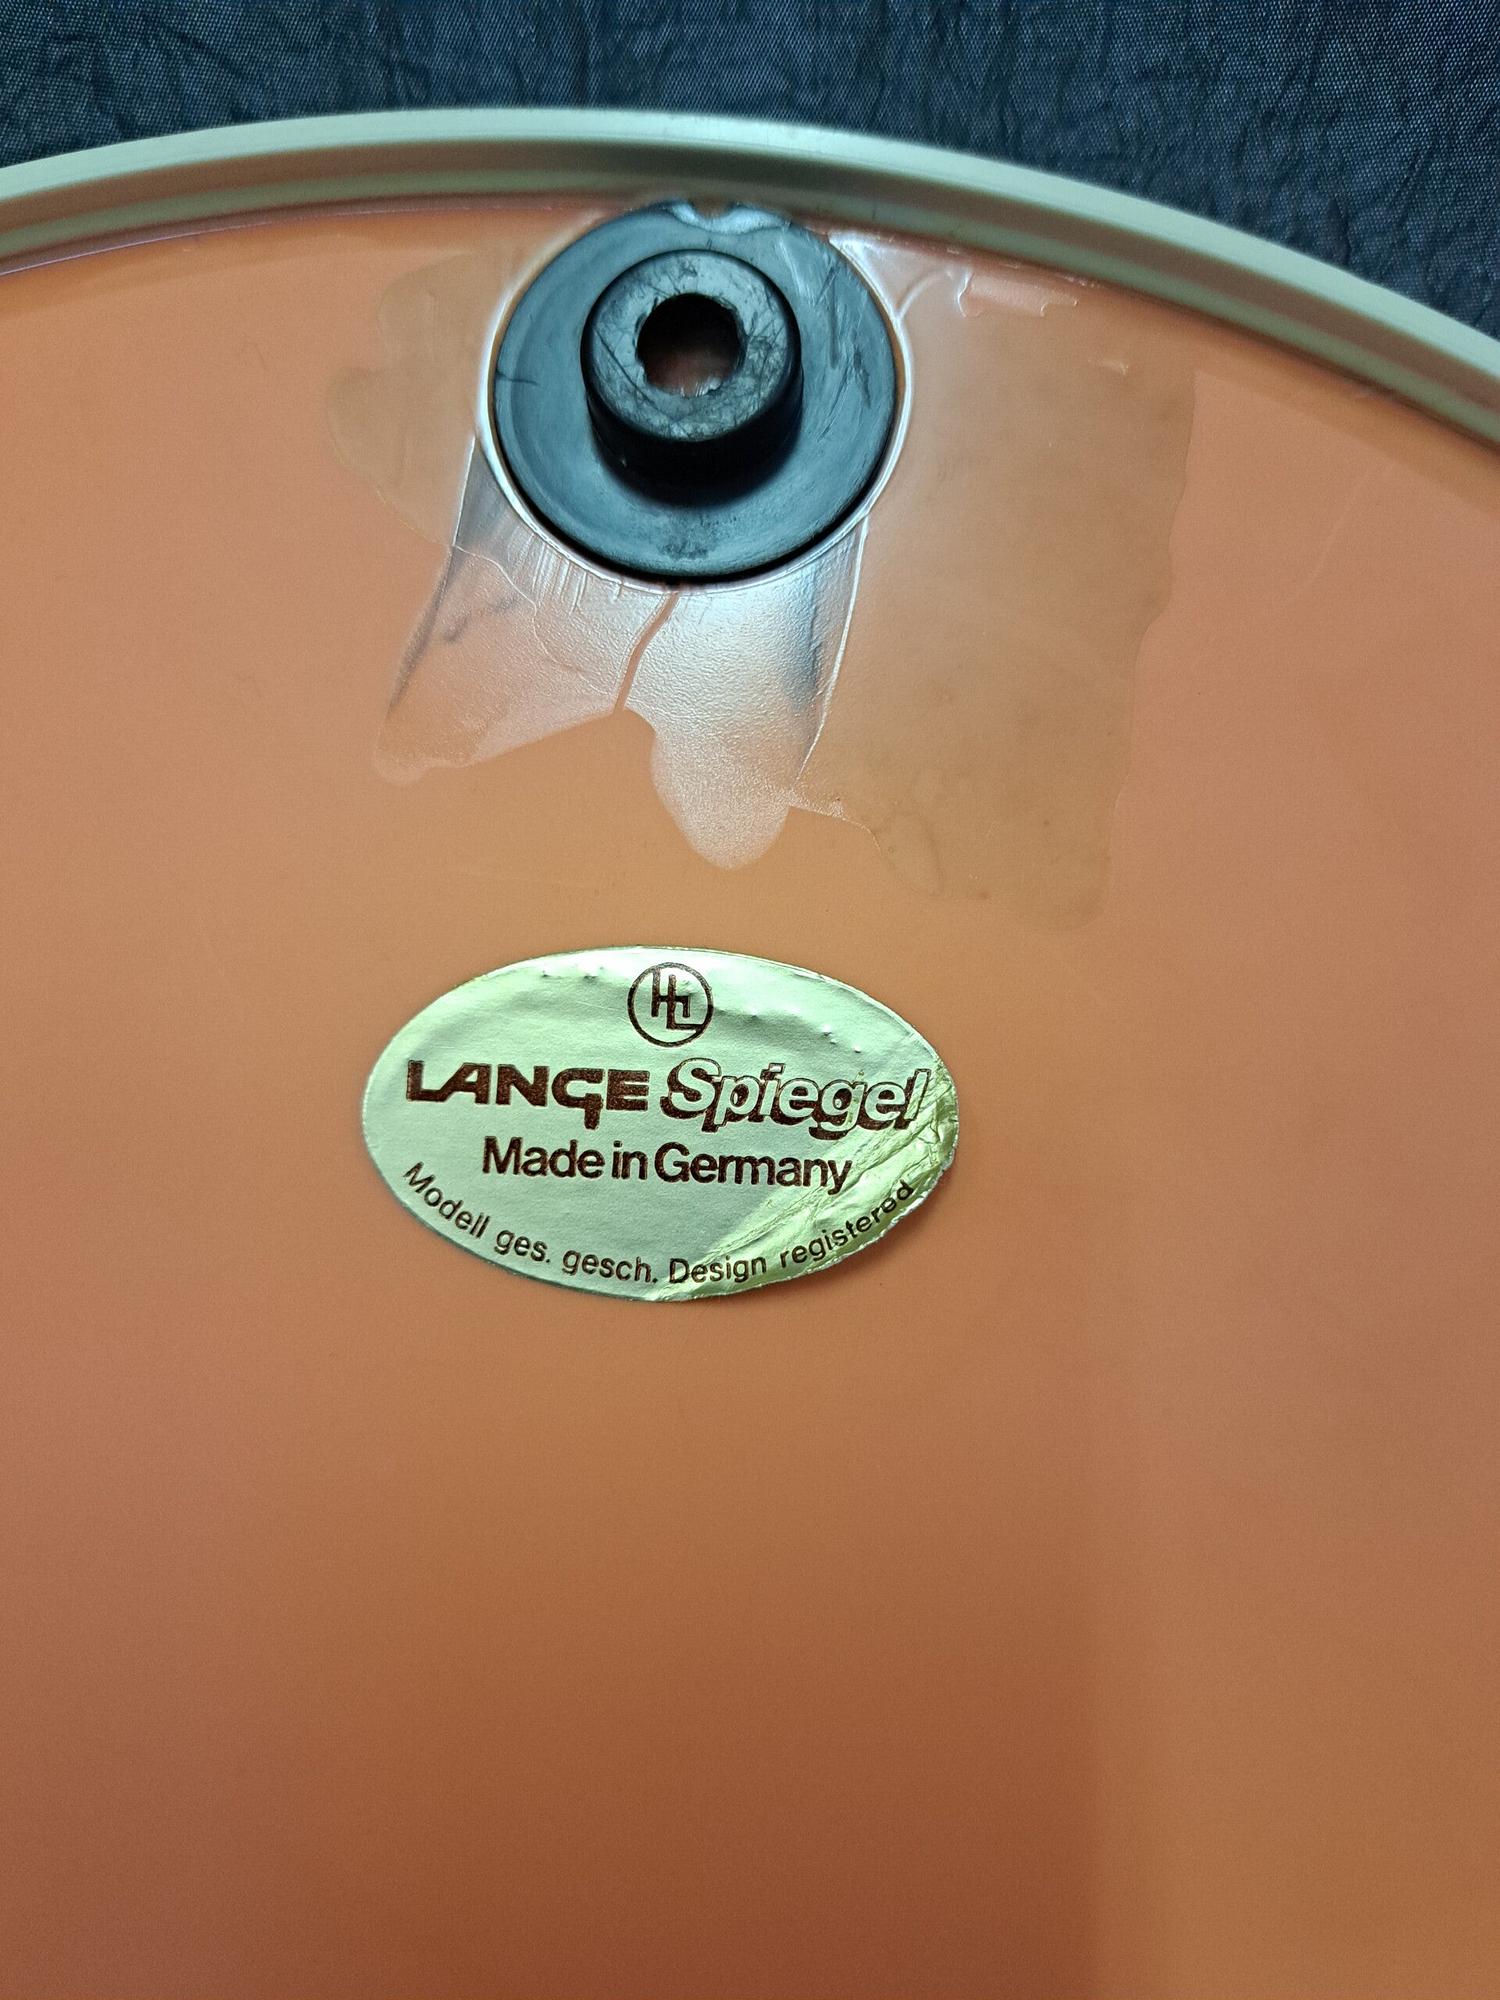 HL
LANGE Spiegel
Made in Germany
Modell ges. gesch. Design registered